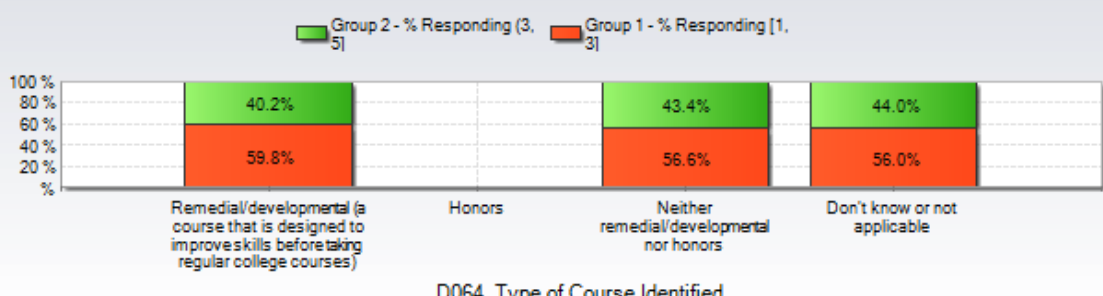 Group 2 - % Responding (3, 5]
Group 1 - % Responding [1, 3]
100 %
80 %
60 %
40 %
20 %
%
40.2%
43.4%
44.0%
59.8%
56.6%
56.0%
Remedial/developmental (a
course that is designed to
improve skills before taking
regular college courses)
Honors
Neither
remedial/developmental
nor honors
Don't know or not
applicable
D064. Type of Course Identified